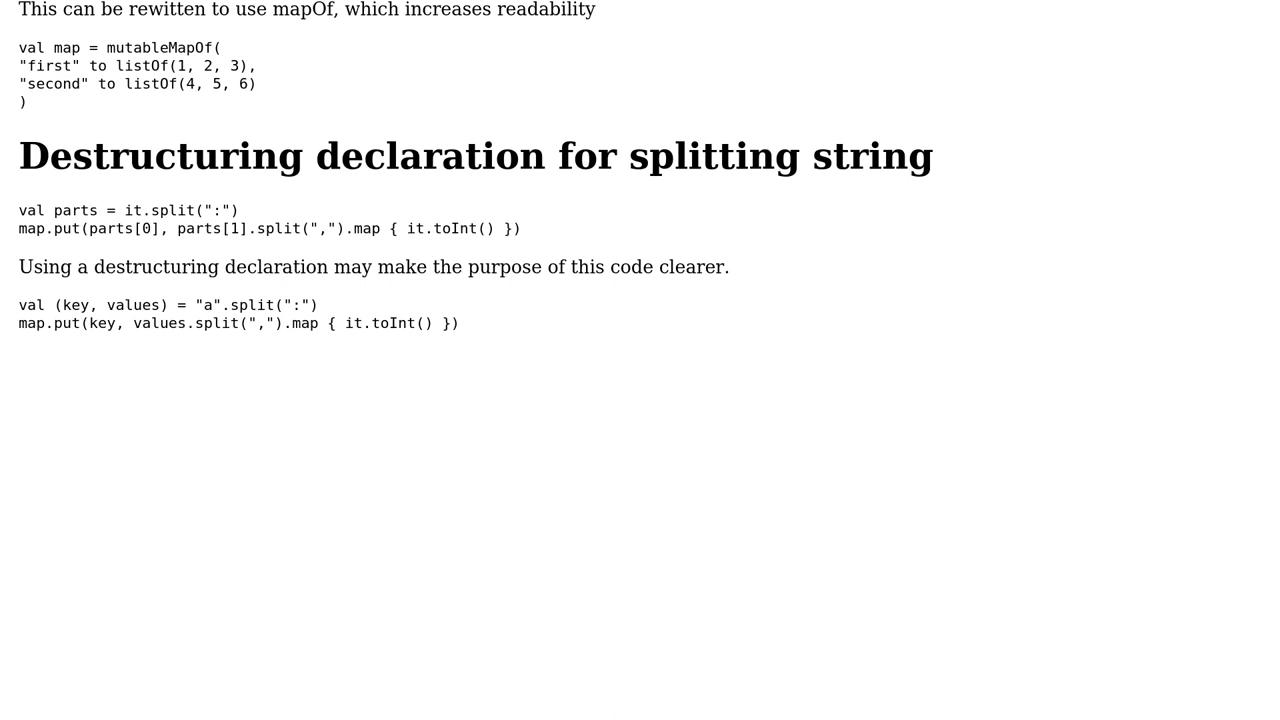 This can be rewitten to use mapOf, which increases readability
val map = mutableMapOf(
"first" to listOf(1, 2, 3),
"second" to listOf(4, 5, 6)
)
Destructuring declaration for splitting string
val parts = it.split(":")
map.put(parts[0], parts[1].split(",").map { it.toInt() })
Using a destructuring declaration may make the purpose of this code clearer.
val (key, values) = "a".split(":")
map.put(key, values.split(",").map { it.toInt() })